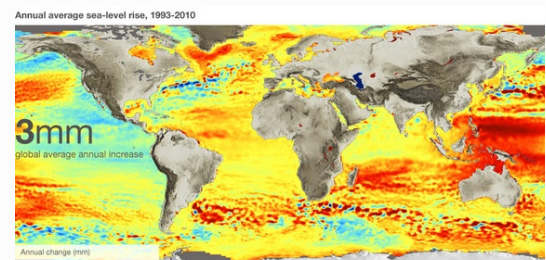 Annual average sea-level rise, 1993-2010
3mm
global average annual increase
Annual change (mm)